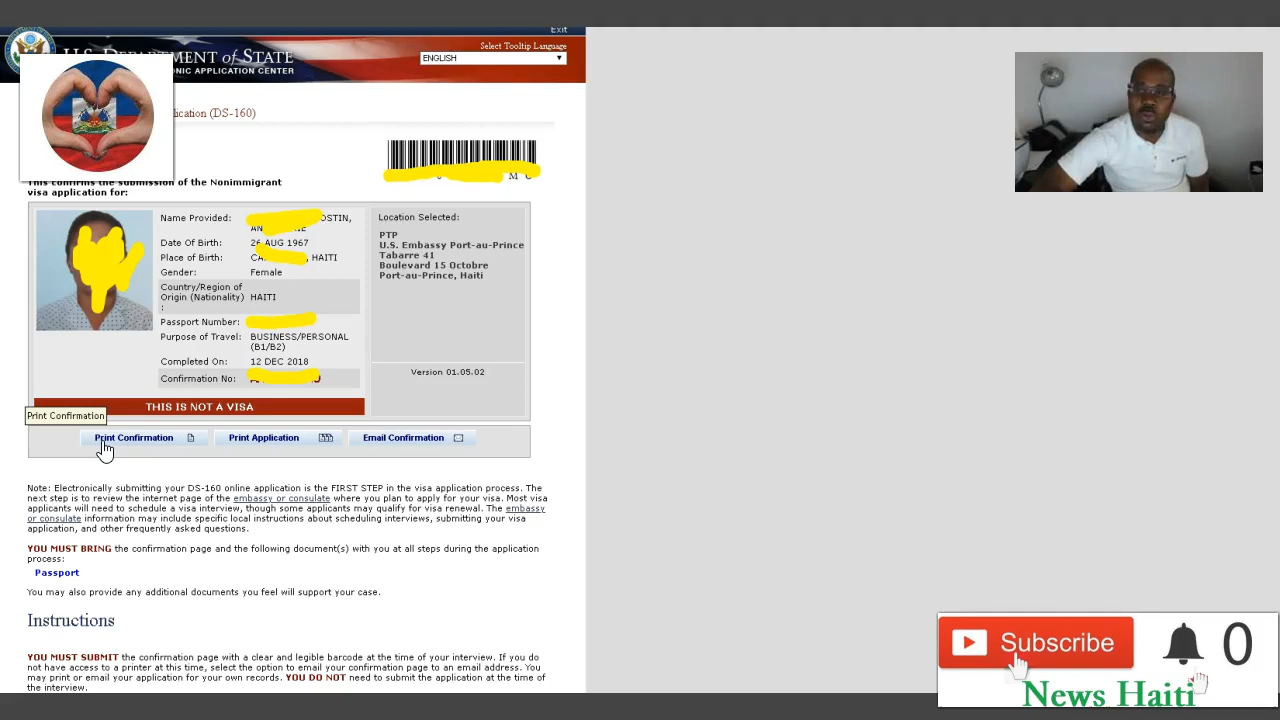 Exit
Select Tooltip Language
ENGLISH
U.S. DEPARTMENT of STATE
NIC APPLICATION CENTER
lication (DS-160)
M
This confirms the submission of the Nonimmigrant
visa application for:
Name Provided: OSTIN,
Date Of Birth: 26 AUG 1967
Place of Birth: HAITI
Gender: Female
Country/Region of
Origin (Nationality) HAITI
:
Passport Number:
Purpose of Travel: BUSINESS/PERSONAL
(B1/B2)
Completed On: 12 DEC 2018
Confirmation No:
THIS IS NOT A VISA
Location Selected:
PTP
U.S. Embassy Port-au-Prince
Tabarre 41
Boulevard 15 Octobre
Port-au-Prince, Haiti
Version 01.05.02
Print Confirmation
Print Confirmation
Print Application
Email Confirmation
Note: Electronically submitting your DS-160 online application is the FIRST STEP in the visa application process. The
next step is to review the internet page of the embassy or consulate where you plan to apply for your visa. Most visa
applicants will need to schedule a visa interview, though some applicants may qualify for visa renewal. The embassy
or consulate information may include specific local instructions about scheduling interviews, submitting your visa
application, and other frequently asked questions.
YOU MUST BRING the confirmation page and the following document(s) with you at all steps during the application
process:
Passport
You may also provide any additional documents you feel will support your case.
Instructions
YOU MUST SUBMIT the confirmation page with a clear and legible barcode at the time of your interview. If you do
not have access to a printer at this time, select the option to email your confirmation page to an email address. You
may print or email your application for your own records. YOU DO NOT need to submit the application at the time of
the interview.
Subscribe
0
News Haiti